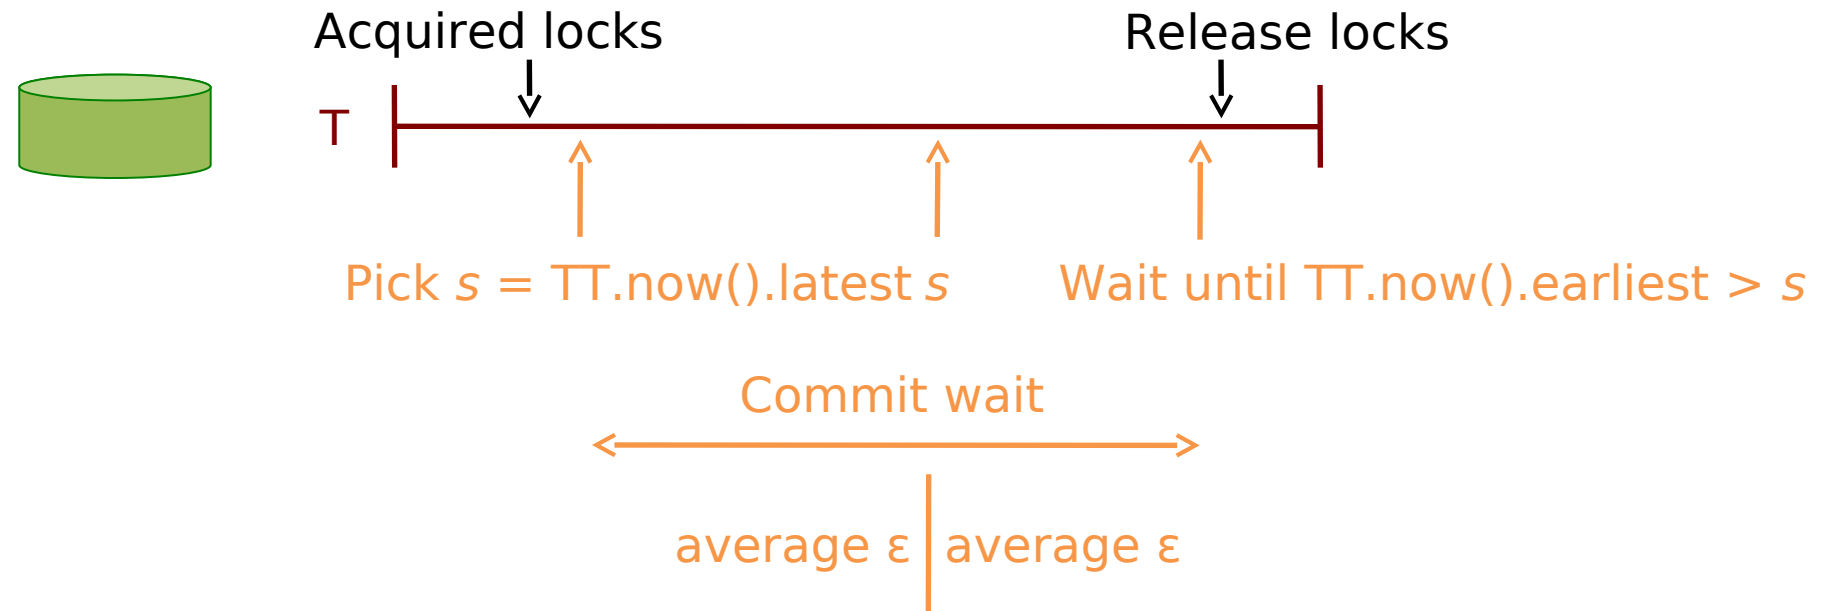 Acquired locks
Release locks
T
Pick s = TT.now().latest
s
Wait until TT.now().earliest > s
Commit wait
average ε
average ε